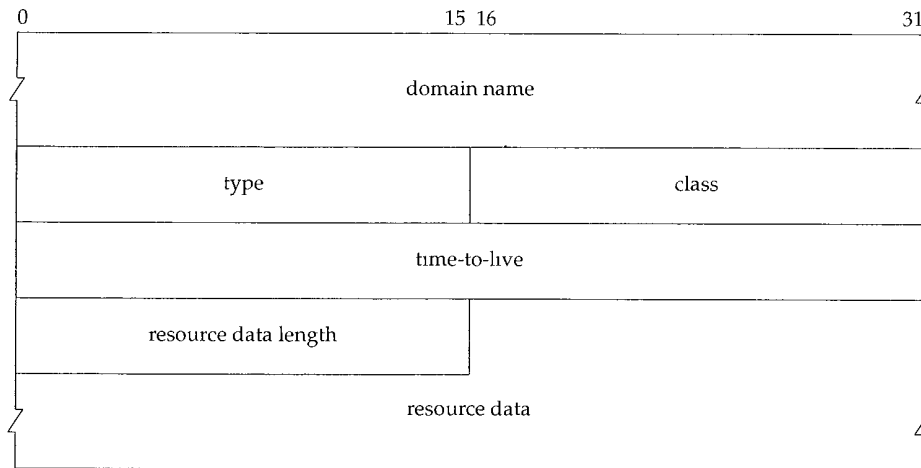 0 15 16 31
domain name
type class
time-to-live
resource data length
resource data